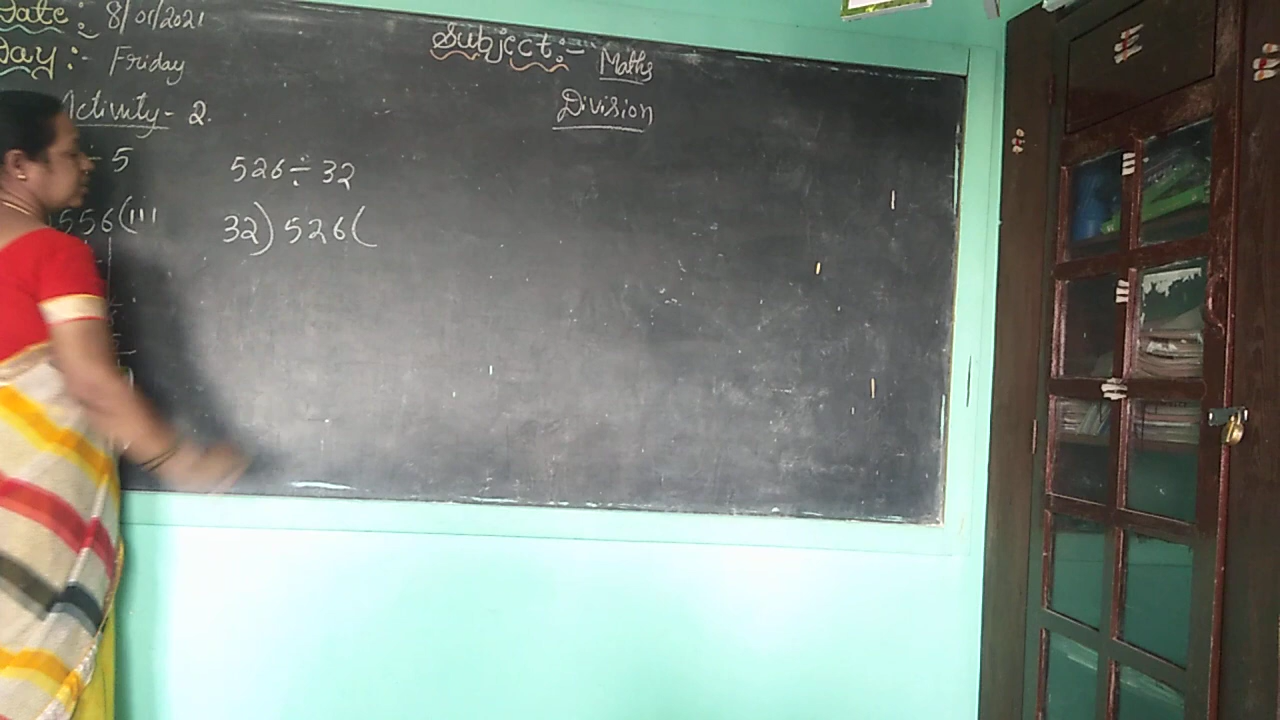 Date: 8/01/2021
Subject:- Maths
Day:- Friday
Activity - 2.
Division
÷ 5
526 ÷ 32
556(111
32)526(